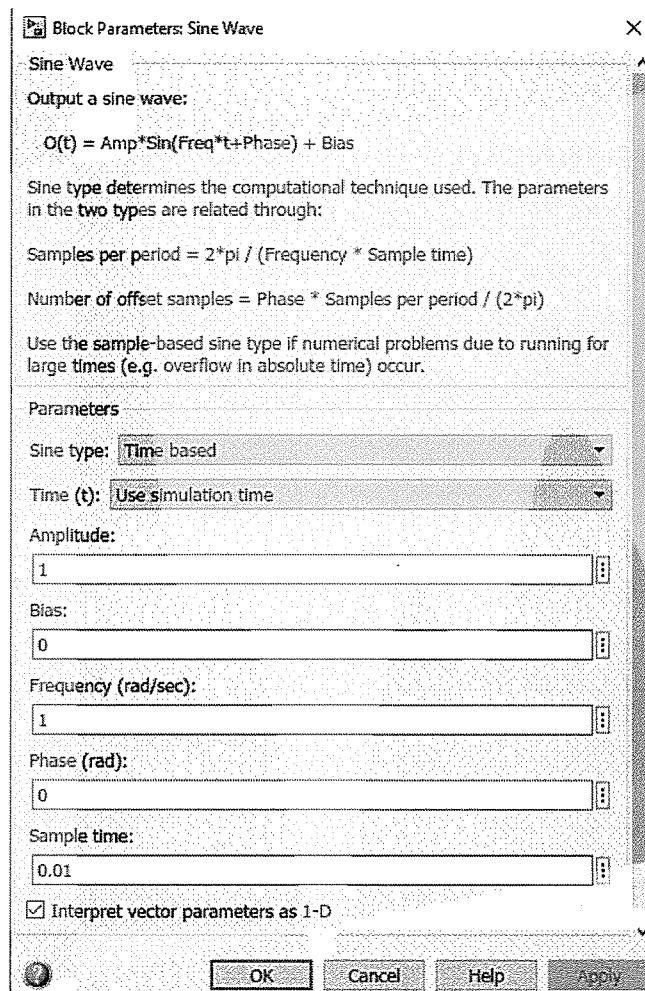 Block Parameters: Sine Wave
Sine Wave
Output a sine wave:
O(t) = Amp*Sin(Freq*t+Phase) + Bias
Sine type determines the computational technique used. The parameters
in the two types are related through:
Samples per period = 2*pi / (Frequency * Sample time)
Number of offset samples = Phase * Samples per period / (2*pi)
Use the sample-based sine type if numerical problems due to running for
large times (e.g. overflow in absolute time) occur.
Parameters
Sine type: Time based
Time (t): Use simulation time
Amplitude:
1
Bias:
0
Frequency (rad/sec):
1
Phase (rad):
0
Sample time:
0.01
Interpret vector parameters as 1-D
OK Cancel Help Apply